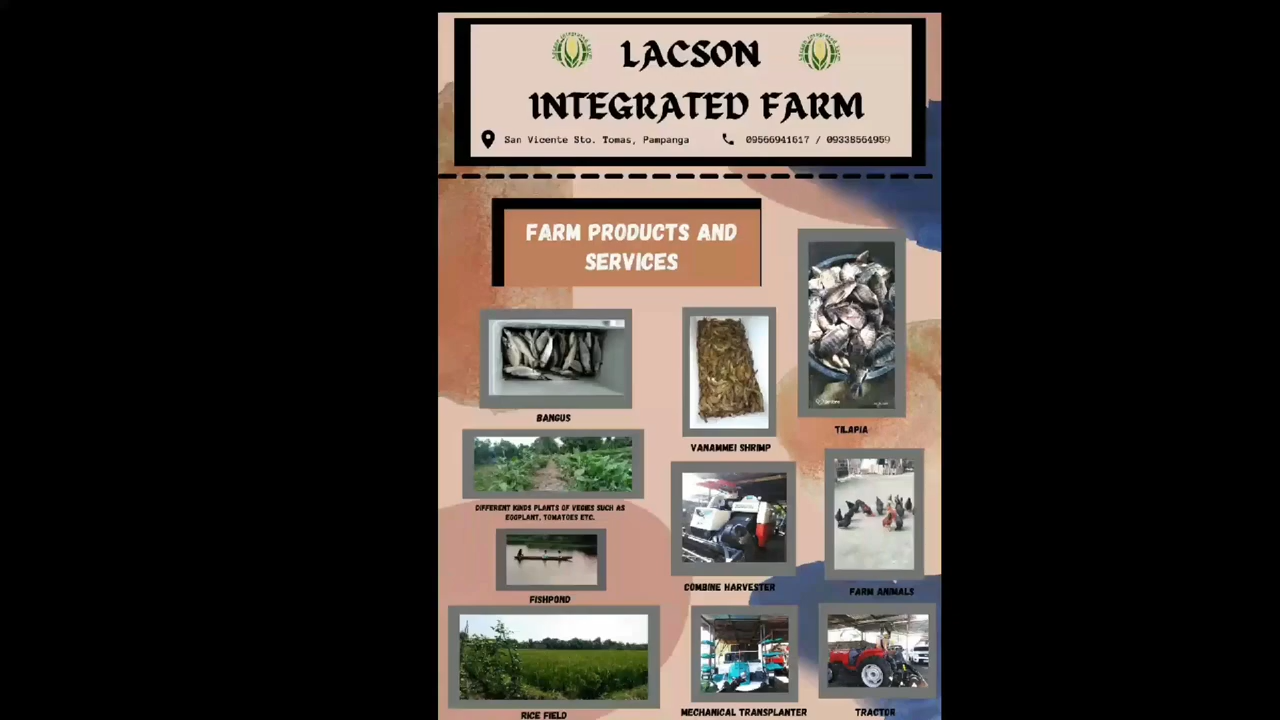 LACSON
INTEGRATED FARM
San Vicente Sto. Tomas, Pampanga
09566941617 / 09338564959
FARM PRODUCTS AND
SERVICES
BANGUS
VANAMMEI SHRIMP
TILAPIA
DIFFERENT KINDS PLANTS OF VEGIES SUCH AS
EGGPLANT, TOMATOES ETC.
COMBINE HARVESTER
FARM ANIMALS
FISHPOND
RICE FIELD
MECHANICAL TRANSPLANTER
TRACTOR